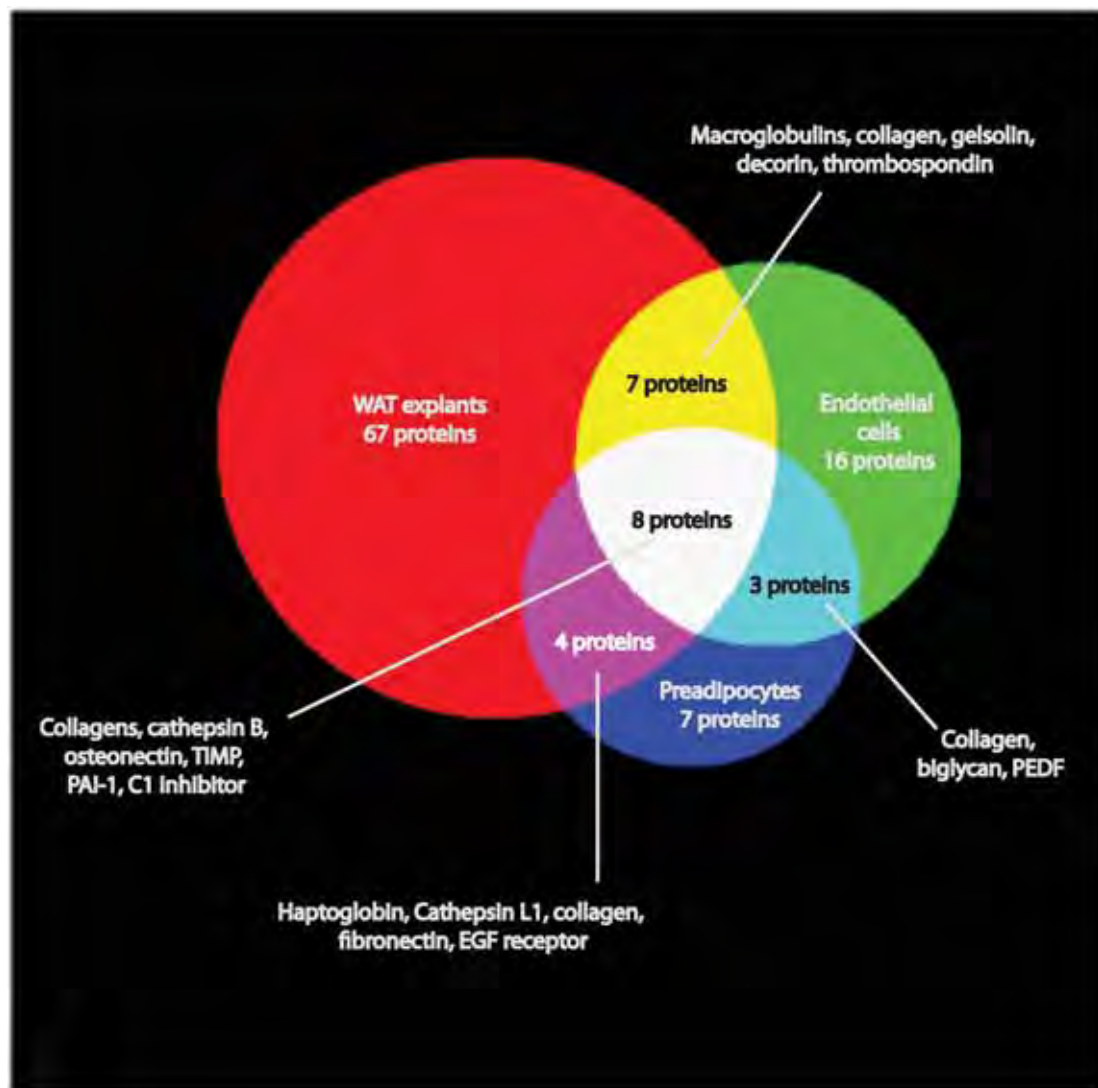 Macroglobulins, collagen, gelsolin,
decorin, thrombospondin
7 proteins
WAT explants
67 proteins
Endothelial
cells
16 proteins
8 proteins
3 proteins
4 proteins
Preadipocytes
7 proteins
Collagens, cathepsin B,
osteonectin, TIMP,
PAI-1, C1 inhibitor
Collagen,
biglycan, PEDF
Haptoglobin, Cathepsin L1, collagen,
fibronectin, EGF receptor